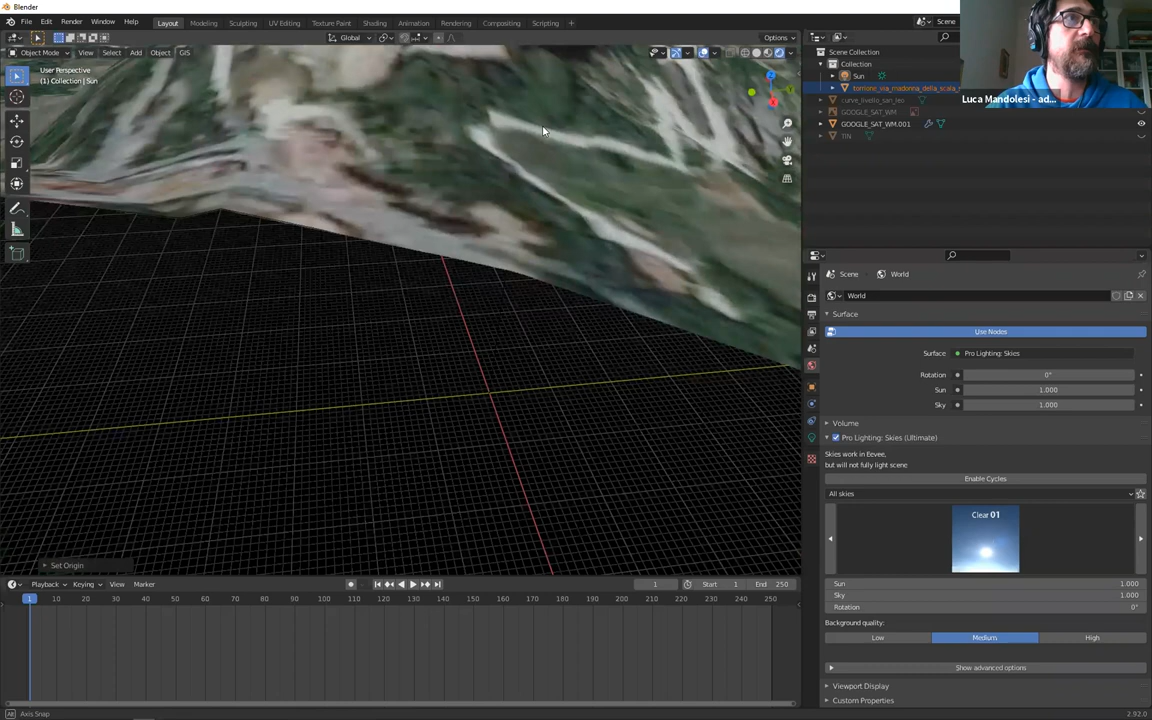 Blender
File Edit Render Window Help Layout Modeling Sculpting UV Editing Texture Paint Shading Animation Rendering Compositing Scripting + Scene
Global Options
Object Mode View Select Add Object GIS
User Perspective
(1) Collection | Sun
Scene Collection
Collection
Sun
torrione_via_madonna_della_scala_
curve_livello_san_leo
GOOGLE_SAT_WM
GOOGLE_SAT_WM.001
TIN
Luca Mandolesi - ad...
Scene World
World
Surface
Use Nodes
Surface Pro Lighting: Skies
Rotation 0°
Sun 1.000
Sky 1.000
Volume
Pro Lighting: Skies (Ultimate)
Skies work in Eevee,
but will not fully light scene
Enable Cycles
All skies
Clear 01
Sun 1.000
Sky 1.000
Rotation 0°
Background quality:
Low Medium High
Show advanced options
Viewport Display
Custom Properties
Set Origin
Playback Keying View Marker 1 Start 1 End 250
1 10 20 30 40 50 60 70 80 90 100 110 120 130 140 150 160 170 180 190 200 210 220 230 240 250
Axis Snap 2.92.0